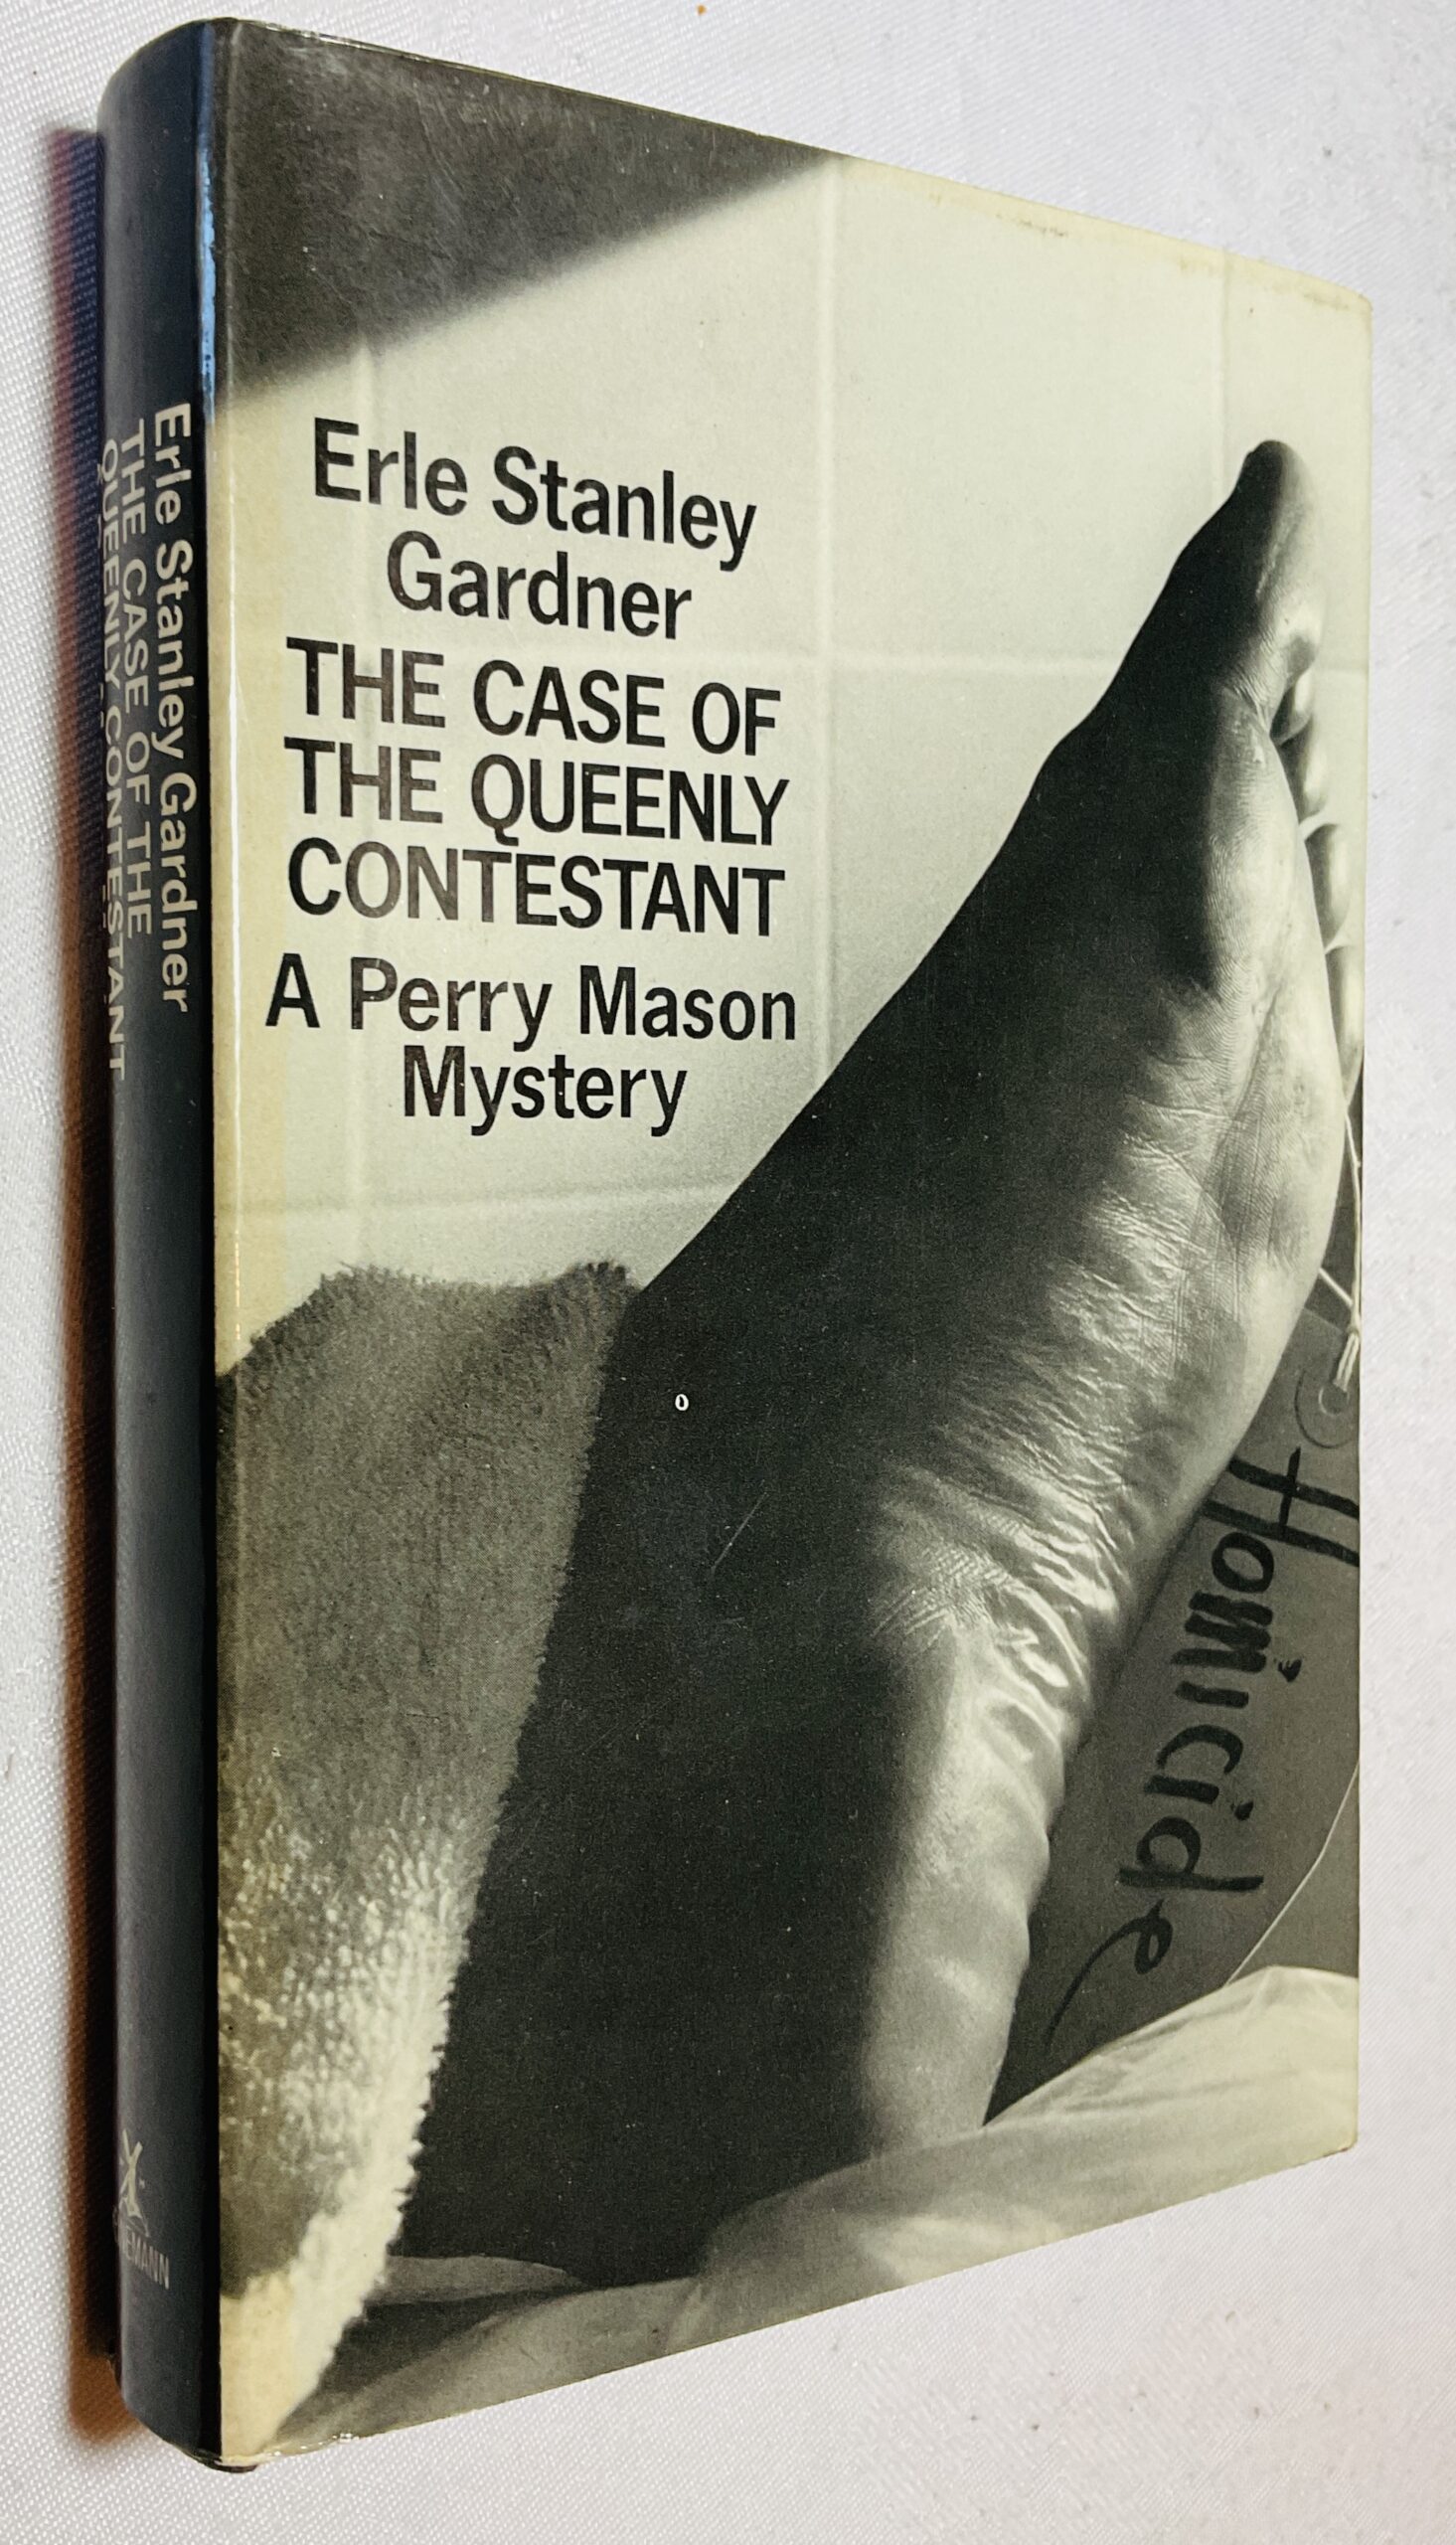 Erle Stanley
Gardner
THE CASE OF
THE QUEENLY
CONTESTANT
A Perry Mason
Mystery
Homicide
Erle Stanley Gardner
THE CASE OF THE
QUEENLY CONTESTANT